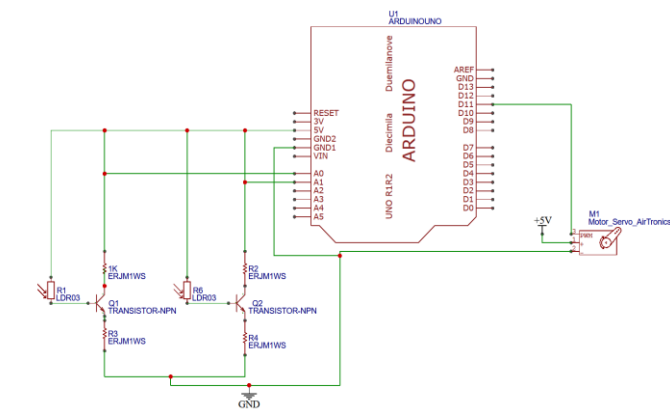 U1
ARDUINOUNO
Duemilanove
Diecimila
UNO R1R2
ARDUINO
RESET
3V
5V
GND2
GND1
VIN
A0
A1
A2
A3
A4
A5
AREF
GND
D13
D12
D11
D10
D9
D8
D7
D6
D5
D4
D3
D2
D1
D0
+5V
M1
Motor_Servo_AirTronics
3
PWM
1
+
2
-
1K
ERJM1WS
R2
ERJM1WS
R1
LDR03
R6
LDR03
Q1
TRANSISTOR-NPN
Q2
TRANSISTOR-NPN
R3
ERJM1WS
R4
ERJM1WS
GND